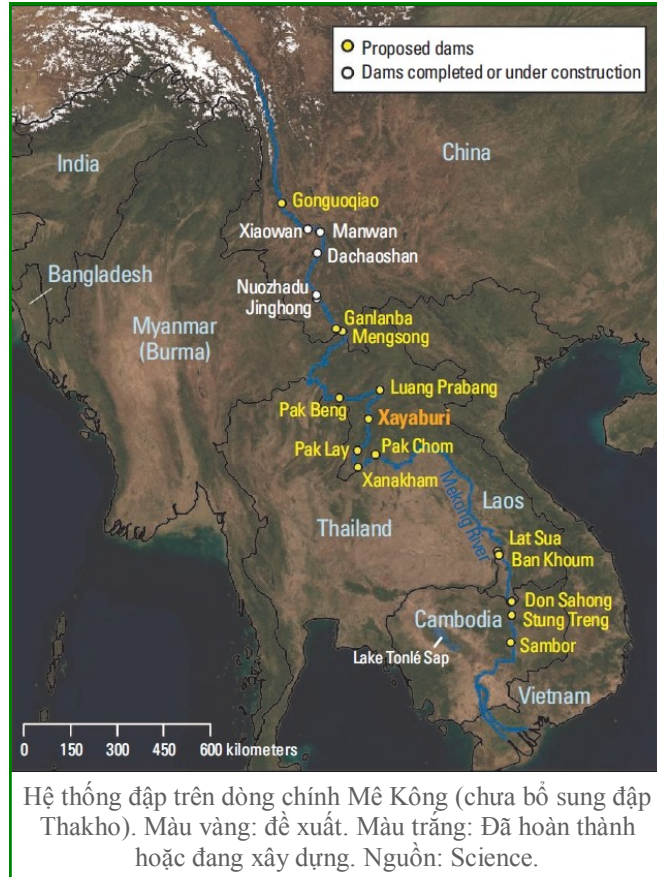 Proposed dams
Dams completed or under construction
India
China
Gonguoqiao
Xiaowan
Manwan
Dachaoshan
Bangladesh
Nuozhadu
Jinghong
Myanmar
(Burma)
Ganlanba
Mengsong
Luang Prabang
Pak Beng
Xayaburi
Pak Lay
Pak Chom
Xanakham
Mekong River
Laos
Thailand
Lat Sua
Ban Khoum
Don Sahong
Stung Treng
Cambodia
Sambor
Lake Tonlé Sap
Vietnam
0 150 300 450 600 kilometers
Hệ thống đập trên dòng chính Mê Kông (chưa bổ sung đập
Thakho). Màu vàng: đề xuất. Màu trắng: Đã hoàn thành
hoặc đang xây dựng. Nguồn: Science.